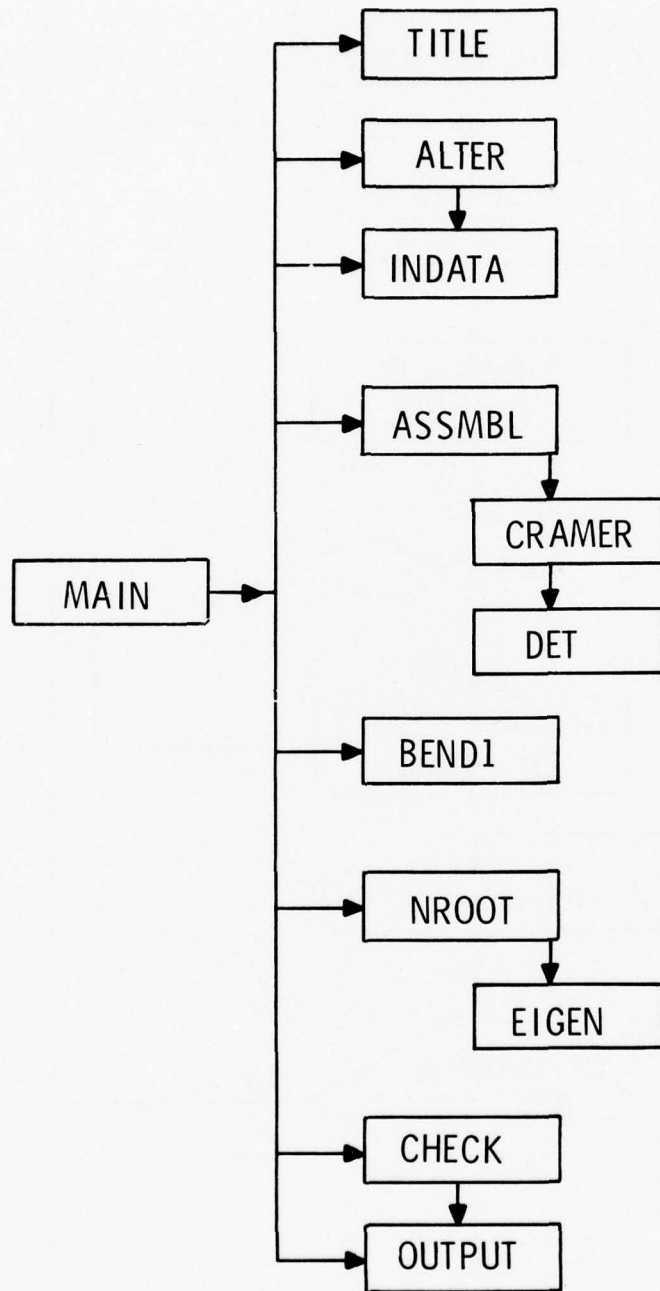 TITLE
ALTER
INDATA
ASSMBL
CRAMER
MAIN
DET
BEND1
NROOT
EIGEN
CHECK
OUTPUT